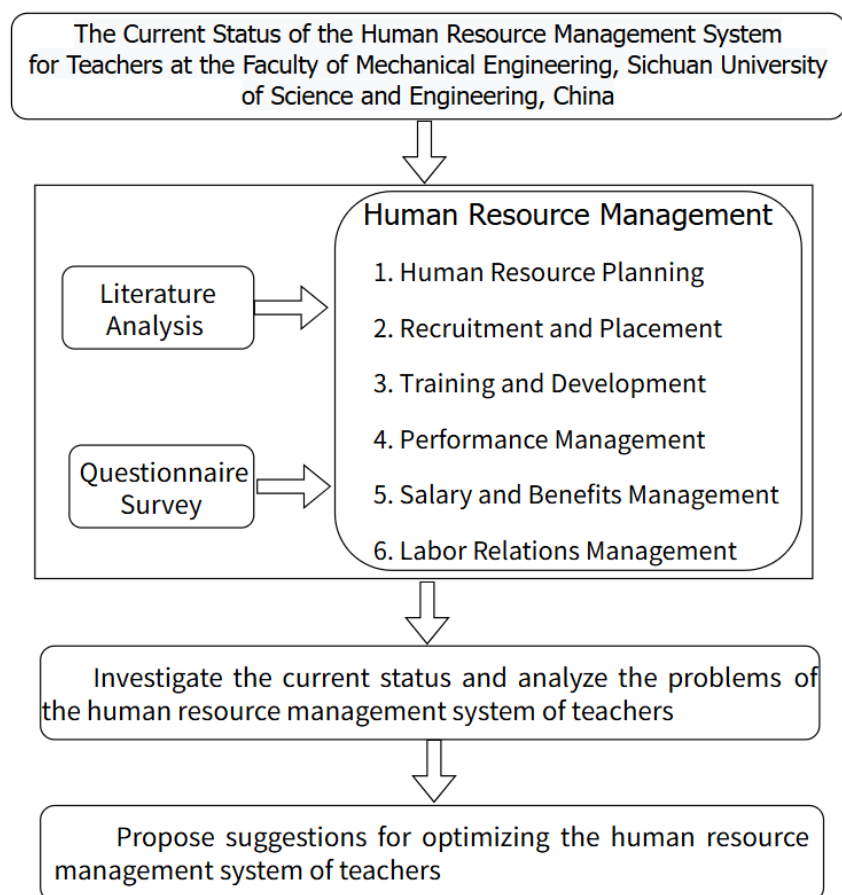 The Current Status of the Human Resource Management System
for Teachers at the Faculty of Mechanical Engineering, Sichuan University
of Science and Engineering, China
Human Resource Management
Literature
Analysis
Questionnaire
Survey
1. Human Resource Planning
2. Recruitment and Placement
3. Training and Development
4. Performance Management
5. Salary and Benefits Management
6. Labor Relations Management
Investigate the current status and analyze the problems of
the human resource management system of teachers
Propose suggestions for optimizing the human resource
management system of teachers